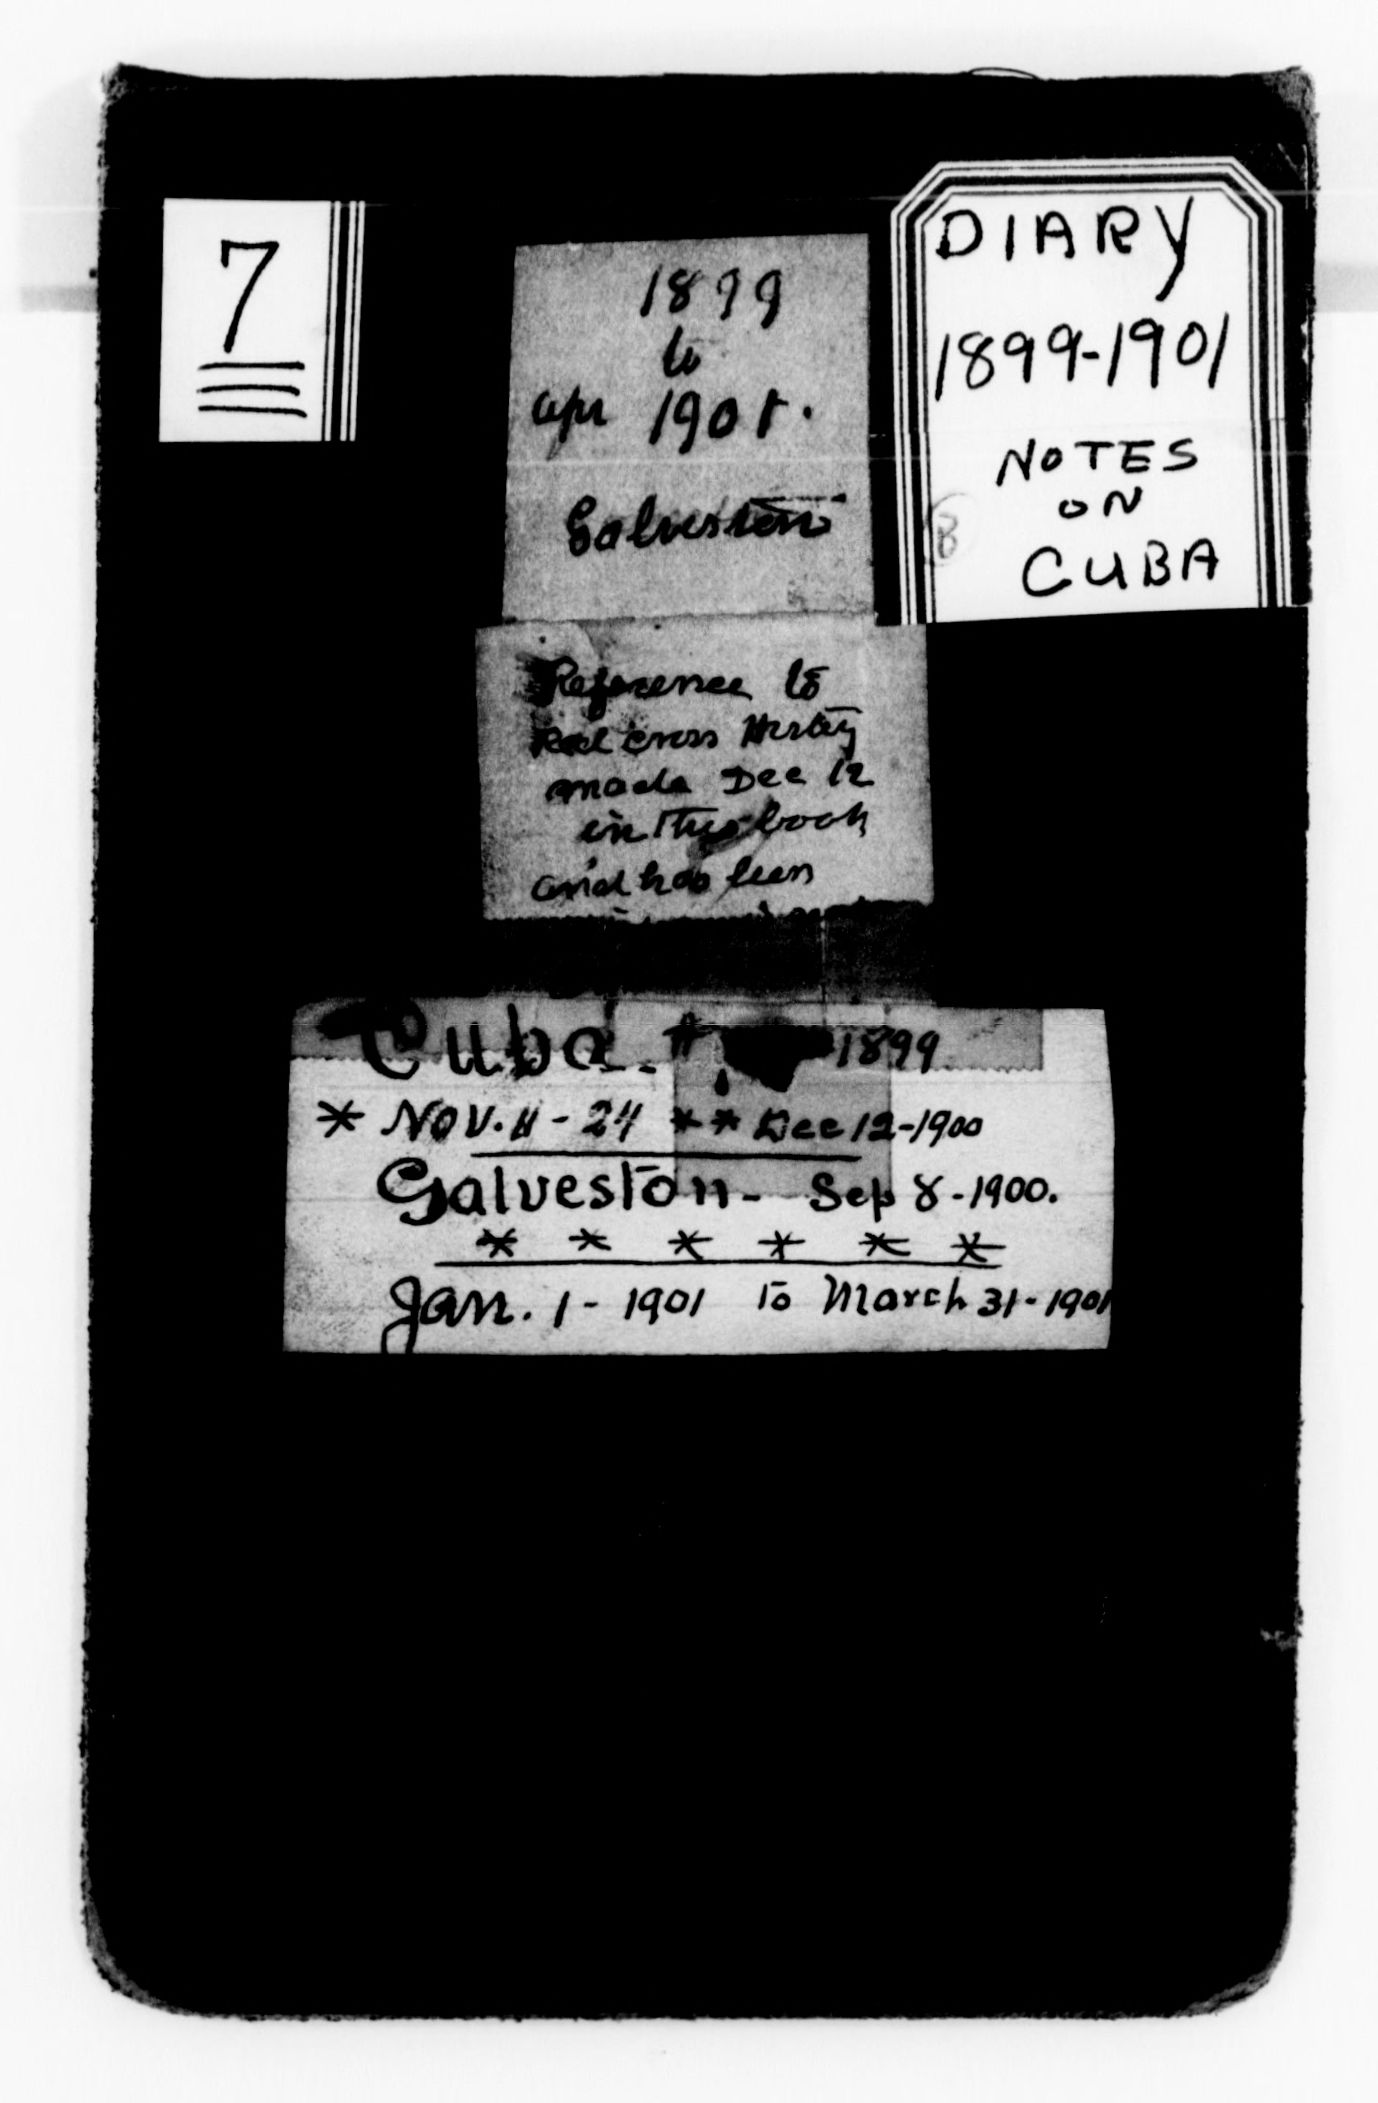 7
1899
to
Apr 1901.
Galveston
DIARY
1899-1901
NOTES
ON
CUBA
Reference to
Red Cross History
made Dec 12
in this book
and has been
Cuba. 1899
* Nov. 11 - 24 ** Dec 12-1900
Galveston - Sep 8-1900.
* * * * * *
Jan. 1 - 1901 to March 31-1901